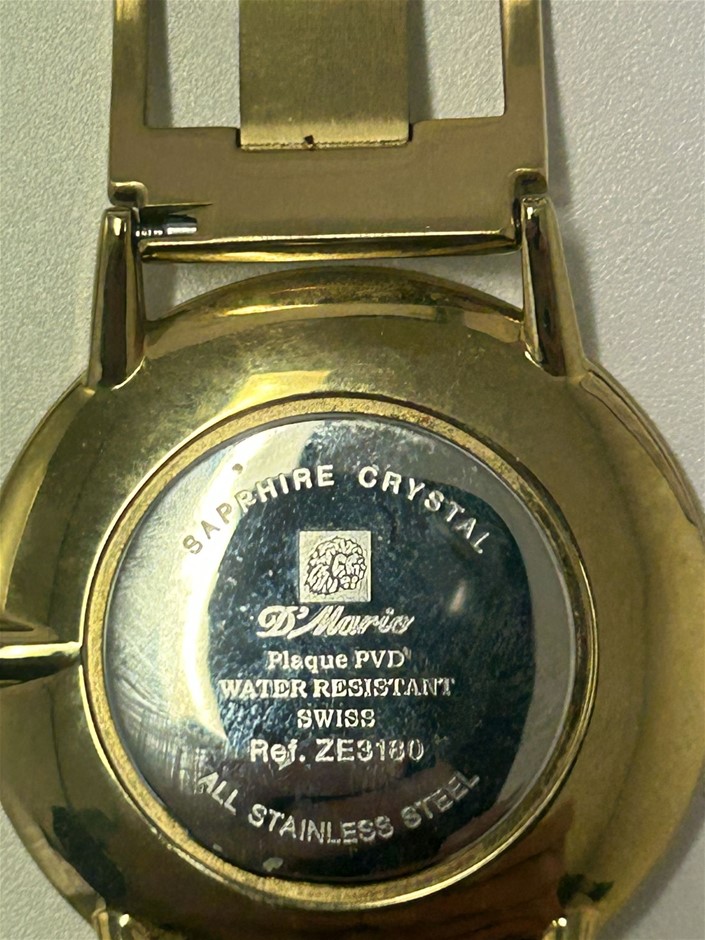 SAPPHIRE CRYSTAL
D'Mario
Plaque PVD
WATER RESISTANT
SWISS
Ref. ZE3180
ALL STAINLESS STEEL